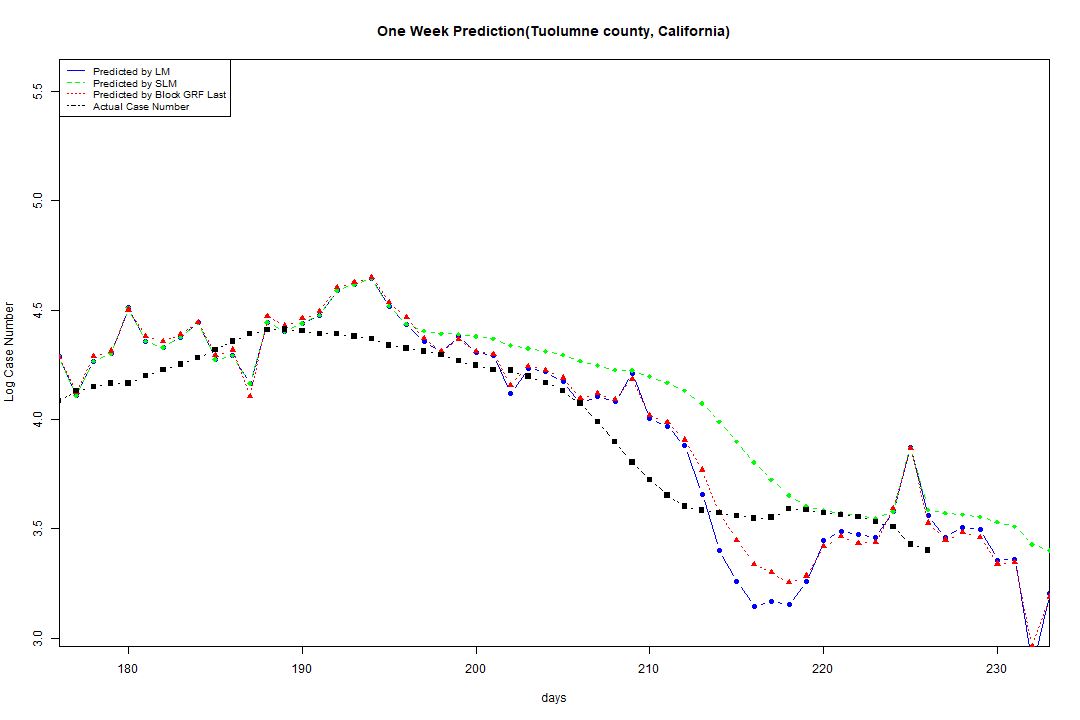 One Week Prediction(Tuolumne county, California)
Predicted by LM
Predicted by SLM
Predicted by Block GRF Last
Actual Case Number
5.5
5.0
4.5
4.0
3.5
3.0
Log Case Number
180 190 200 210 220 230
days